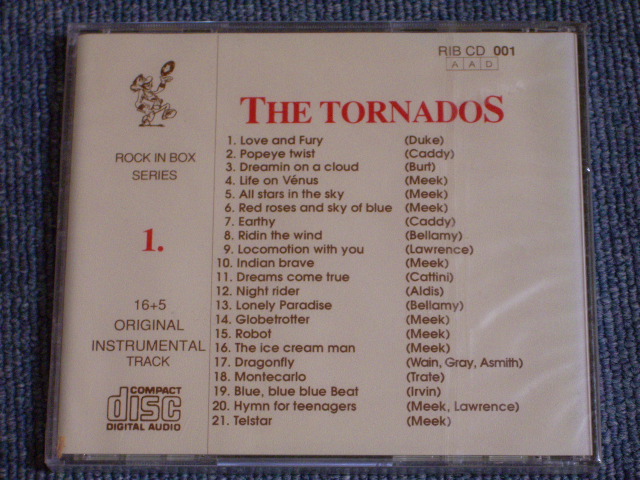 RIB CD 001
A A D
THE TORNADOS
ROCK IN BOX
SERIES
1.
16+5
ORIGINAL
INSTRUMENTAL
TRACK
COMPACT
disc
DIGITAL AUDIO
1. Love and Fury (Duke)
2. Popeye twist (Caddy)
3. Dreamin on a cloud (Burt)
4. Life on Vénus (Meek)
5. All stars in the sky (Meek)
6. Red roses and sky of blue (Meek)
7. Earthy (Caddy)
8. Ridin the wind (Bellamy)
9. Locomotion with you (Lawrence)
10. Indian brave (Meek)
11. Dreams come true (Cattini)
12. Night rider (Aldis)
13. Lonely Paradise (Bellamy)
14. Globetrotter (Meek)
15. Robot (Meek)
16. The ice cream man (Meek)
17. Dragonfly (Wain, Gray, Asmith)
18. Montecarlo (Trate)
19. Blue, blue blue Beat (Irvin)
20. Hymn for teenagers (Meek, Lawrence)
21. Telstar (Meek)